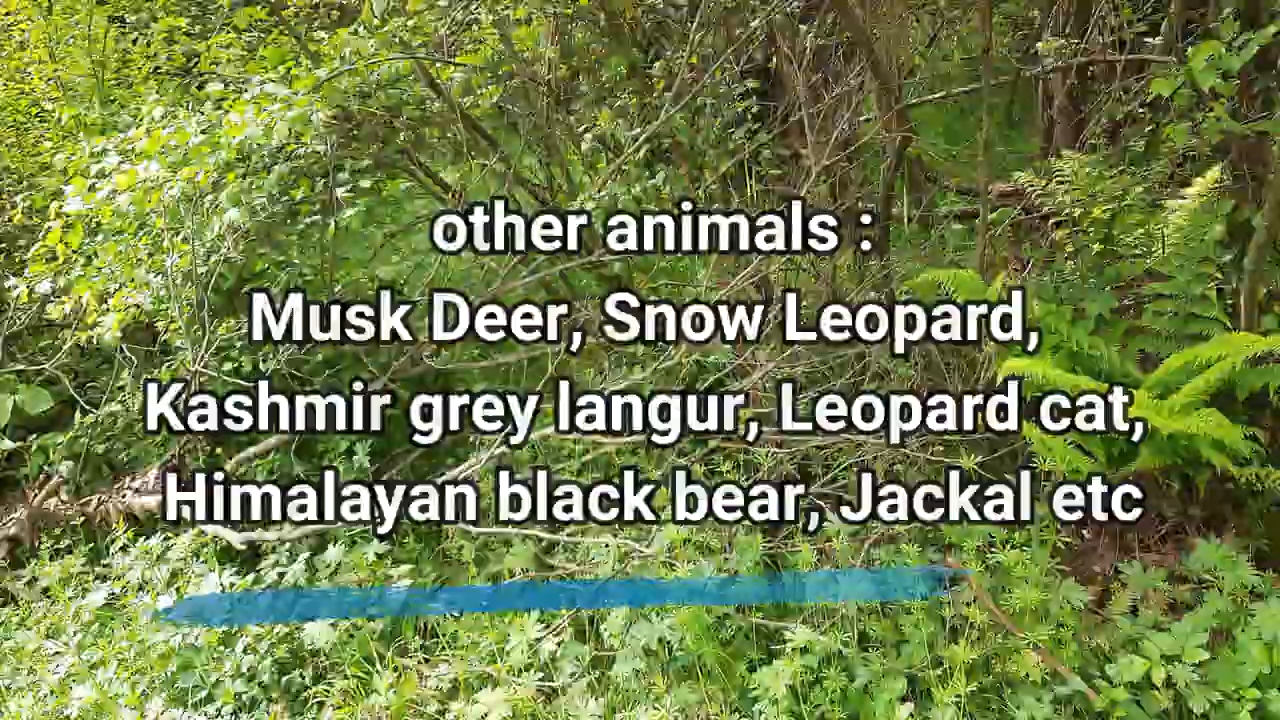 other animals :
Musk Deer, Snow Leopard,
Kashmir grey langur, Leopard cat,
Himalayan black bear, Jackal etc